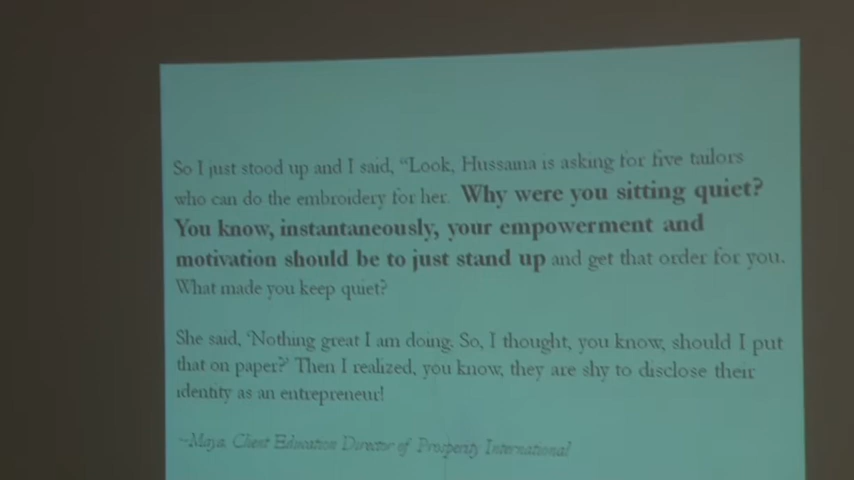 So I just stood up and I said, “Look, Hussaina is asking for five tailors
who can do the embroidery for her. Why were you sitting quiet?
You know, instantaneously, your empowerment and
motivation should be to just stand up and get that order for you.
What made you keep quiet?
She said, ‘Nothing great I am doing. So, I thought, you know, should I put
that on paper?’ Then I realized, you know, they are shy to disclose their
identity as an entrepreneur!
~Maya, Client Education Director of Prosperity International